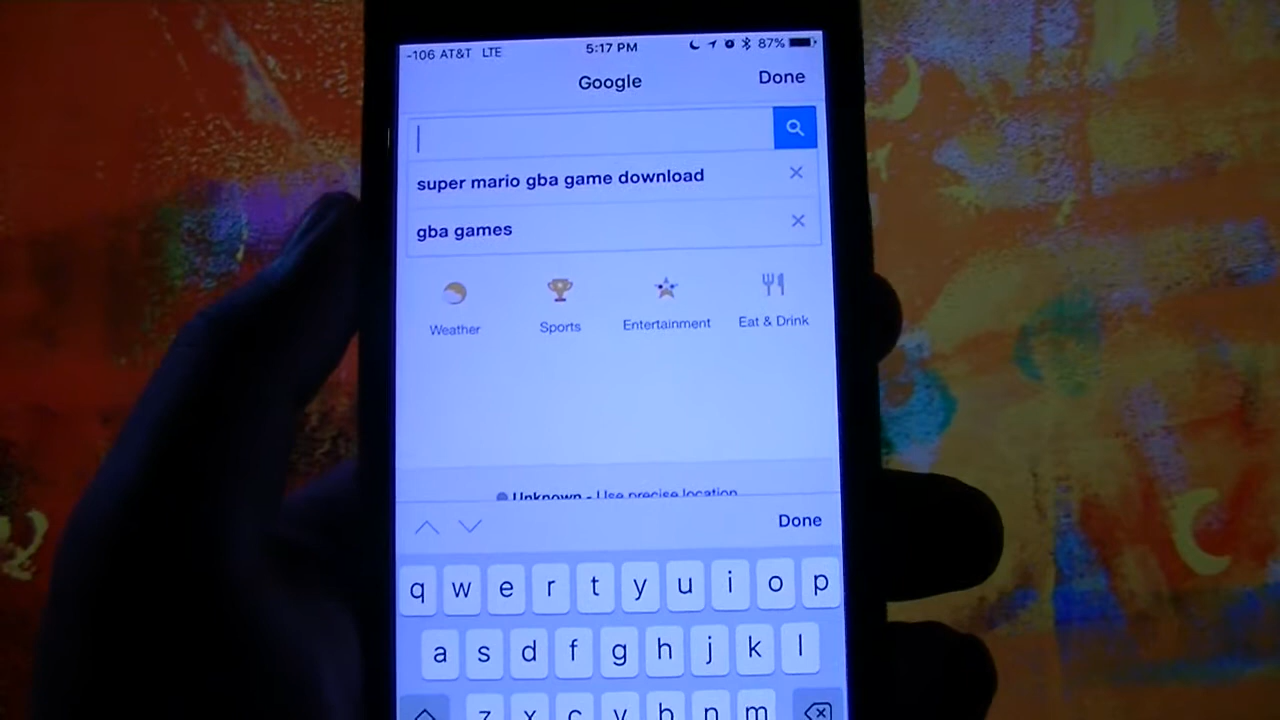 -106 AT&T LTE 5:17 PM 87%
Google Done
super mario gba game download
gba games
Weather Sports Entertainment Eat & Drink
Unknown - Use precise location
Done
q w e r t y u i o p
a s d f g h j k l
z x c v b n m